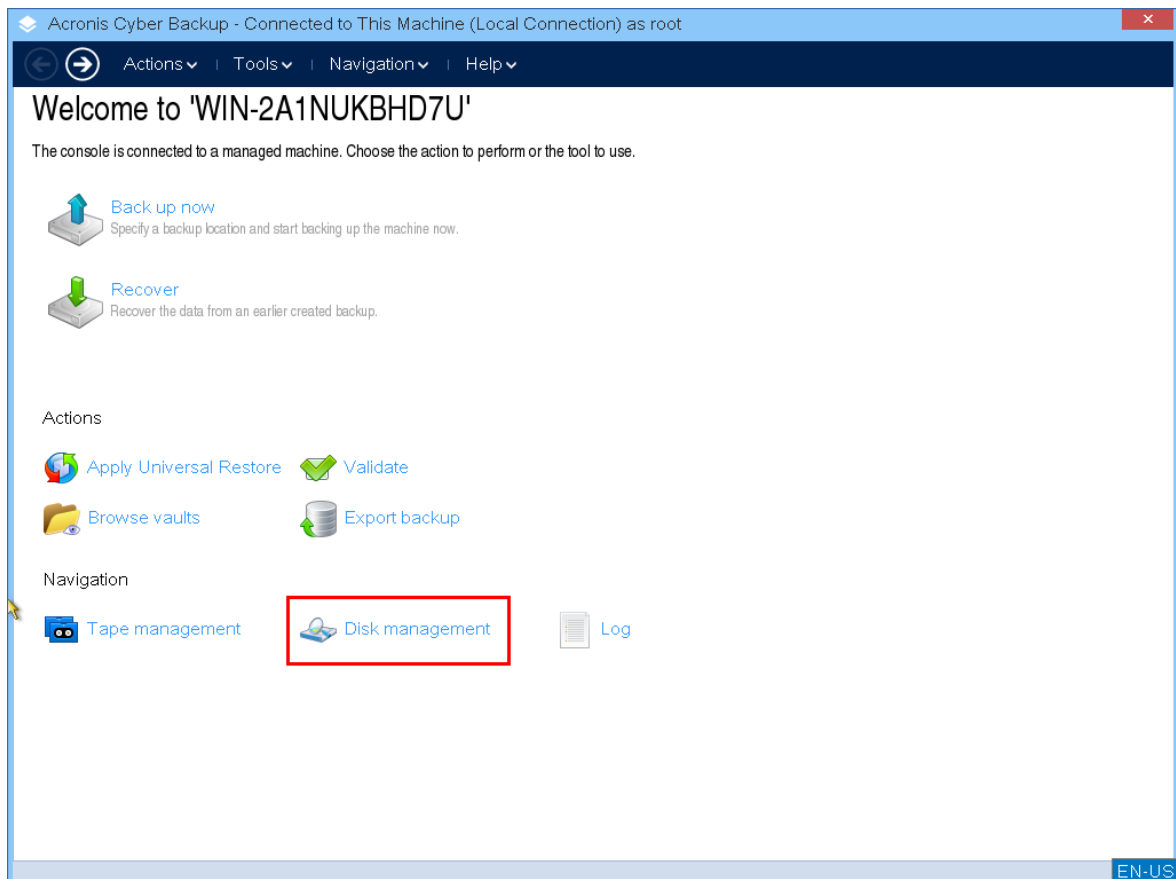 Acronis Cyber Backup - Connected to This Machine (Local Connection) as root
Actions Tools Navigation Help
Welcome to 'WIN-2A1NUKBHD7U'
The console is connected to a managed machine. Choose the action to perform or the tool to use.
Back up now
Specify a backup location and start backing up the machine now.
Recover
Recover the data from an earlier created backup.
Actions
Apply Universal Restore Validate
Browse vaults Export backup
Navigation
Tape management Disk management Log
EN-US